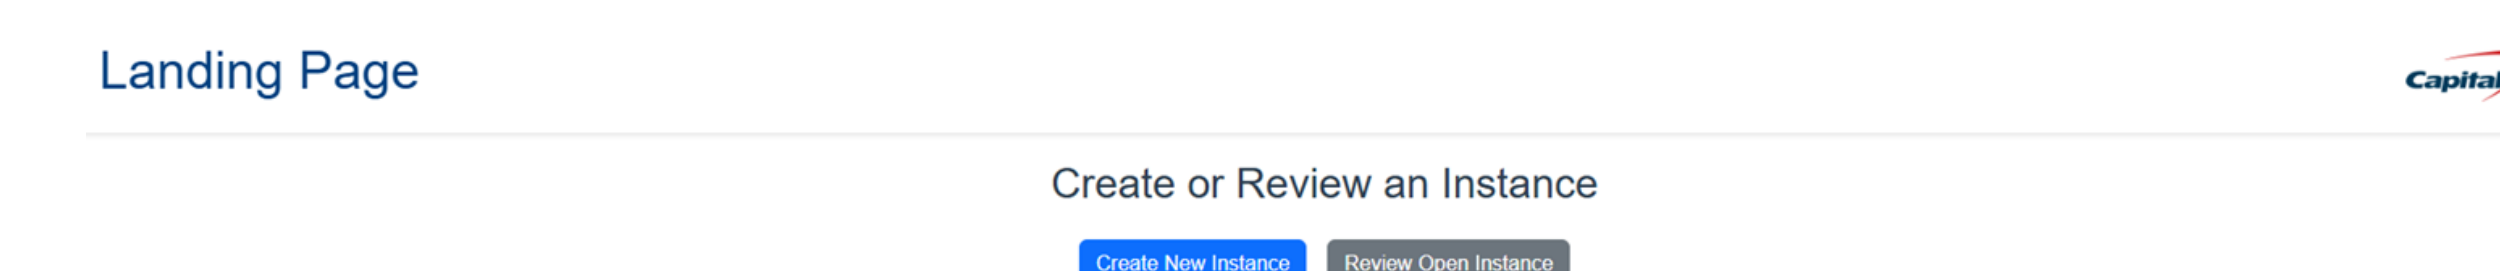 Landing Page
Capital
Create or Review an Instance
Create New Instance
Review Open Instance